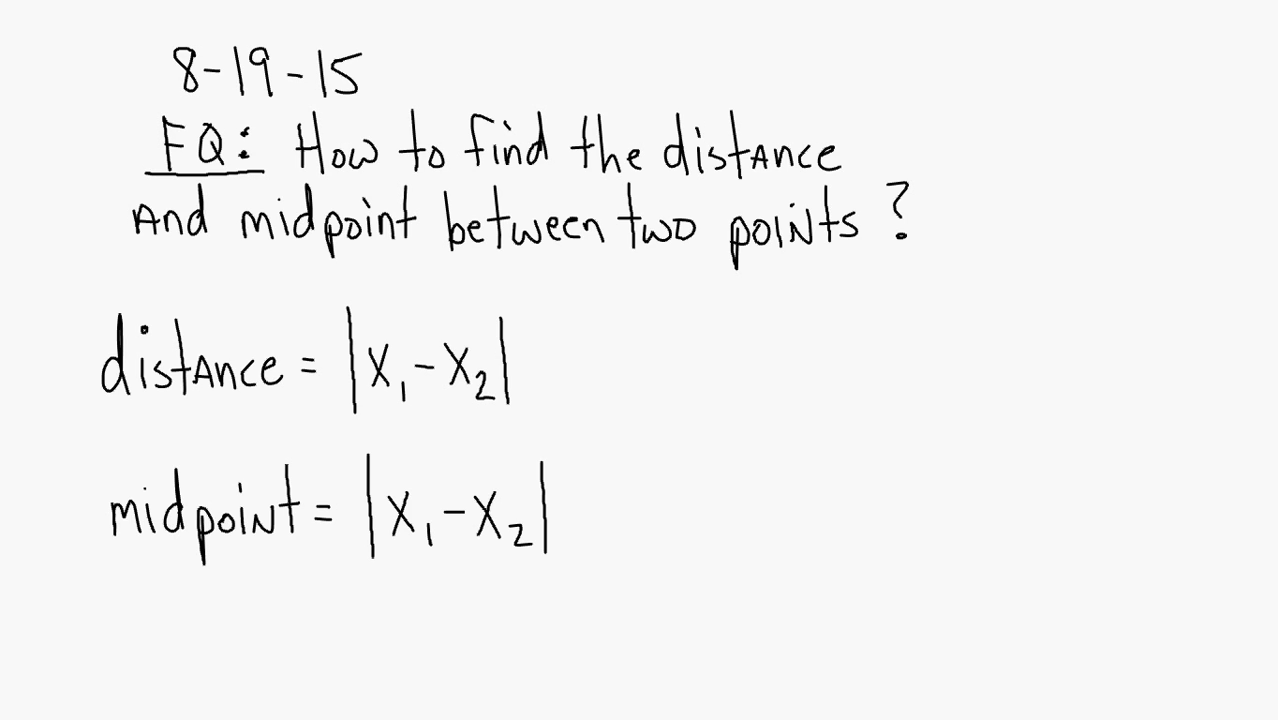 8-19-15
FQ: How to find the distance
and midpoint between two points?
distance = |x₁-x₂|
midpoint = |x₁-x₂|